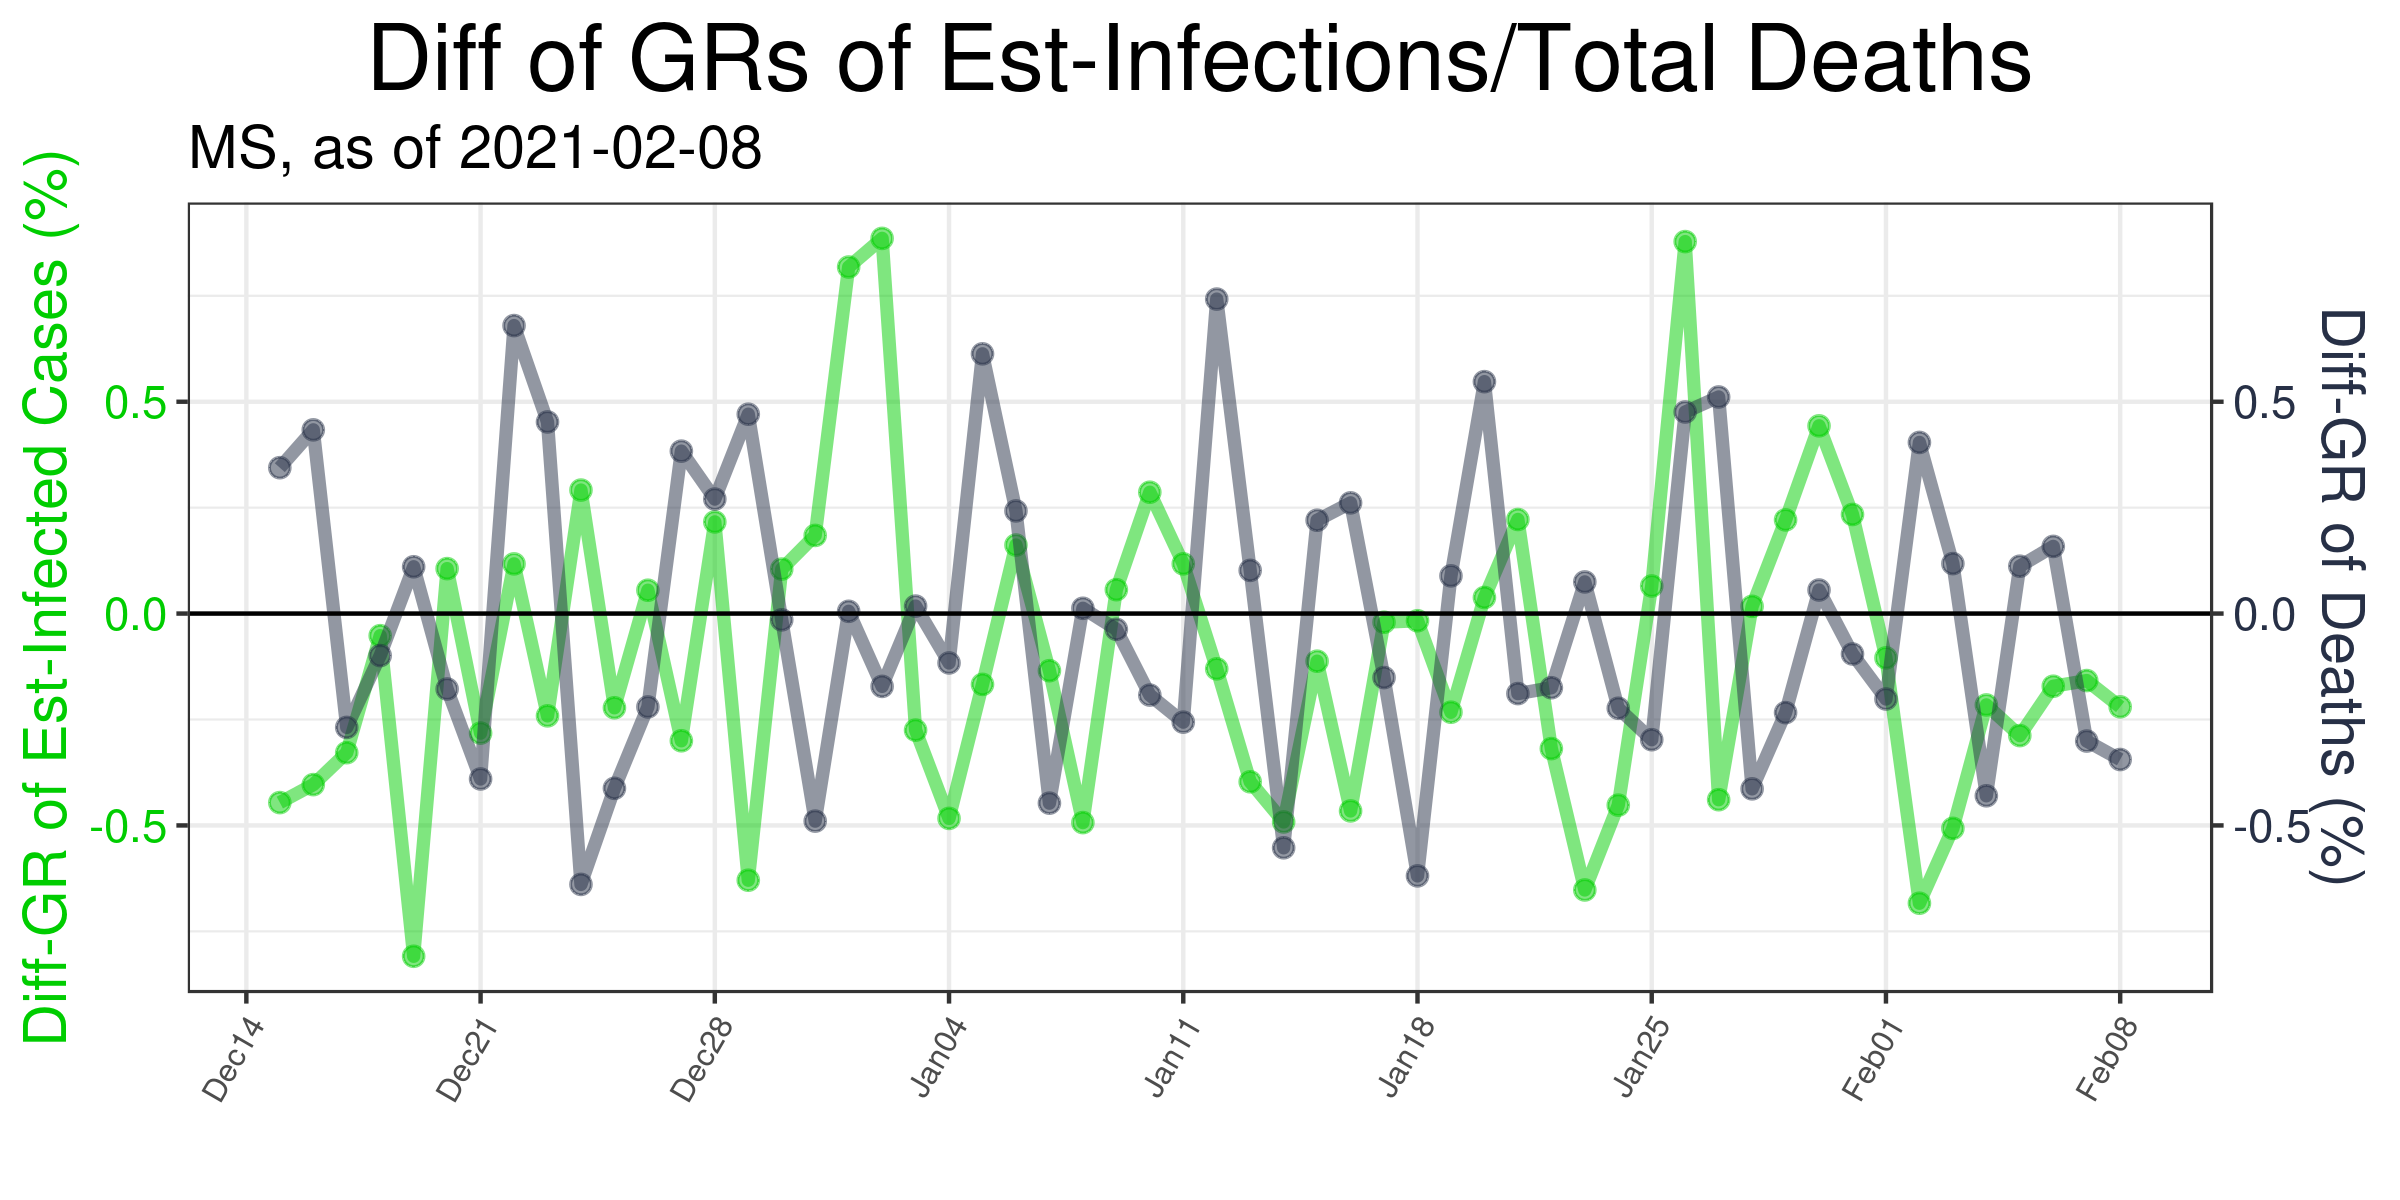 Diff of GRs of Est-Infections/Total Deaths
MS, as of 2021-02-08
Diff-GR of Est-Infected Cases (%)
0.5
0.0
-0.5
0.5
0.0
-0.5
Diff-GR of Deaths (%)
Dec14
Dec21
Dec28
Jan04
Jan11
Jan18
Jan25
Feb01
Feb08